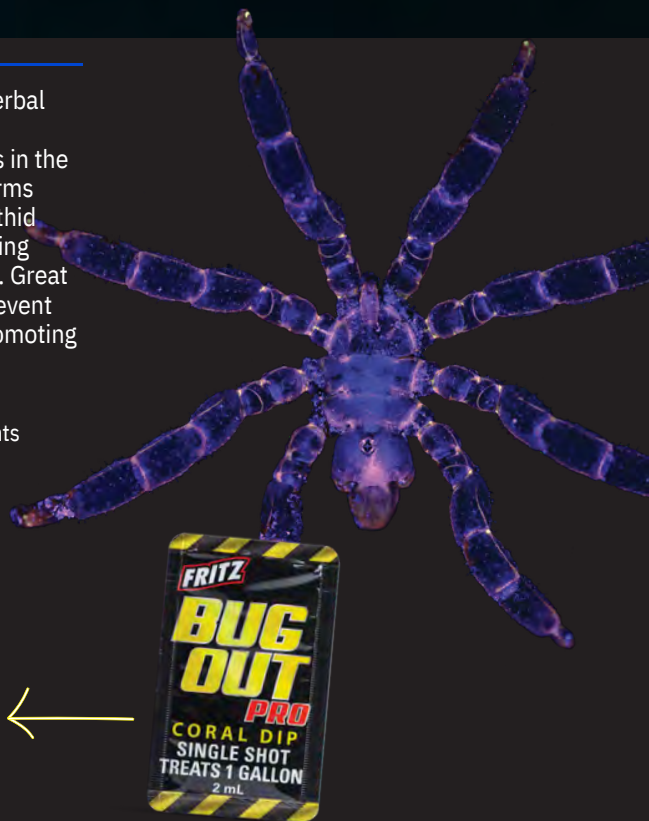 erbal
s in the
rms
thid
ing
. Great
event
omoting
nts
FRITZ
BUG
OUT
PRO
CORAL DIP
SINGLE SHOT
TREATS 1 GALLON
2 mL